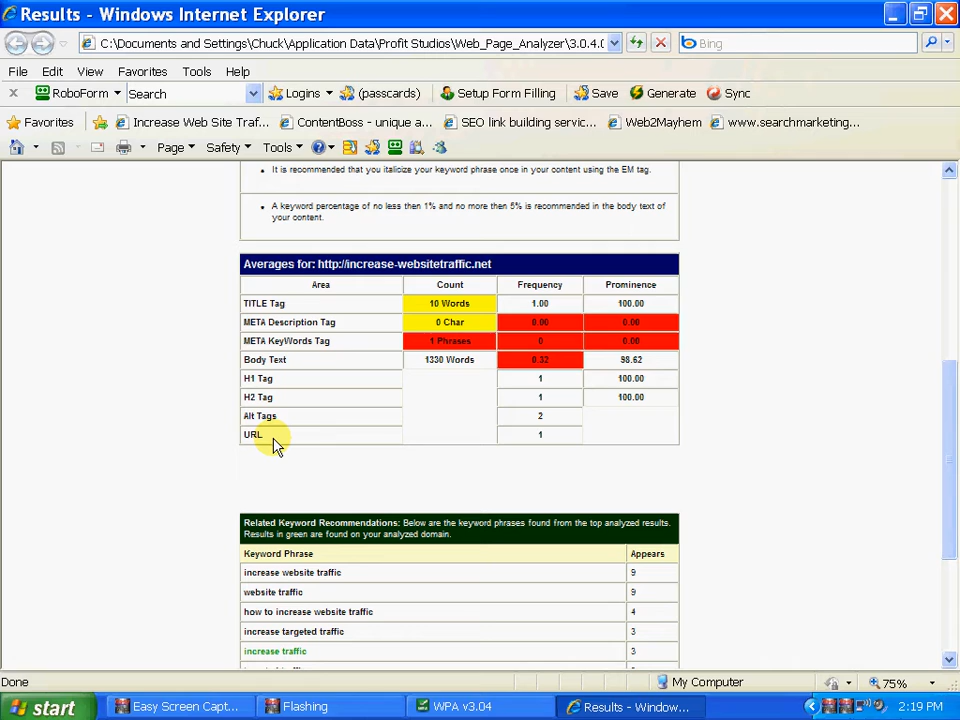 Results - Windows Internet Explorer
C:\Documents and Settings\Chuck\Application Data\Profit Studios\Web_Page_Analyzer\3.0.4.0
Bing
File Edit View Favorites Tools Help
x RoboForm Search Logins (passcards) Setup Form Filling Save Generate Sync
Favorites Increase Web Site Traf... ContentBoss - unique a... SEO link building servic... Web2Mayhem www.searchmarketing...
Page Safety Tools
• It is recommended that you italicize your keyword phrase once in your content using the EM tag.
• A keyword percentage of no less then 1% and no more then 5% is recommended in the body text of
your content.
Averages for: http://increase-websitetraffic.net
Area Count Frequency Prominence
TITLE Tag 10 Words 1.00 100.00
META Description Tag 0 Char 0.00 0.00
META KeyWords Tag 1 Phrases 0 0.00
Body Text 1330 Words 0.32 98.62
H1 Tag 1 100.00
H2 Tag 1 100.00
Alt Tags 2
URL 1
Related Keyword Recommendations: Below are the keyword phrases found from the top analyzed results.
Results in green are found on your analyzed domain.
Keyword Phrase Appears
increase website traffic 9
website traffic 9
how to increase website traffic 4
increase targeted traffic 3
increase traffic 3
Done My Computer 75%
start Easy Screen Capt... Flashing WPA v3.04 Results - Window... 2:19 PM